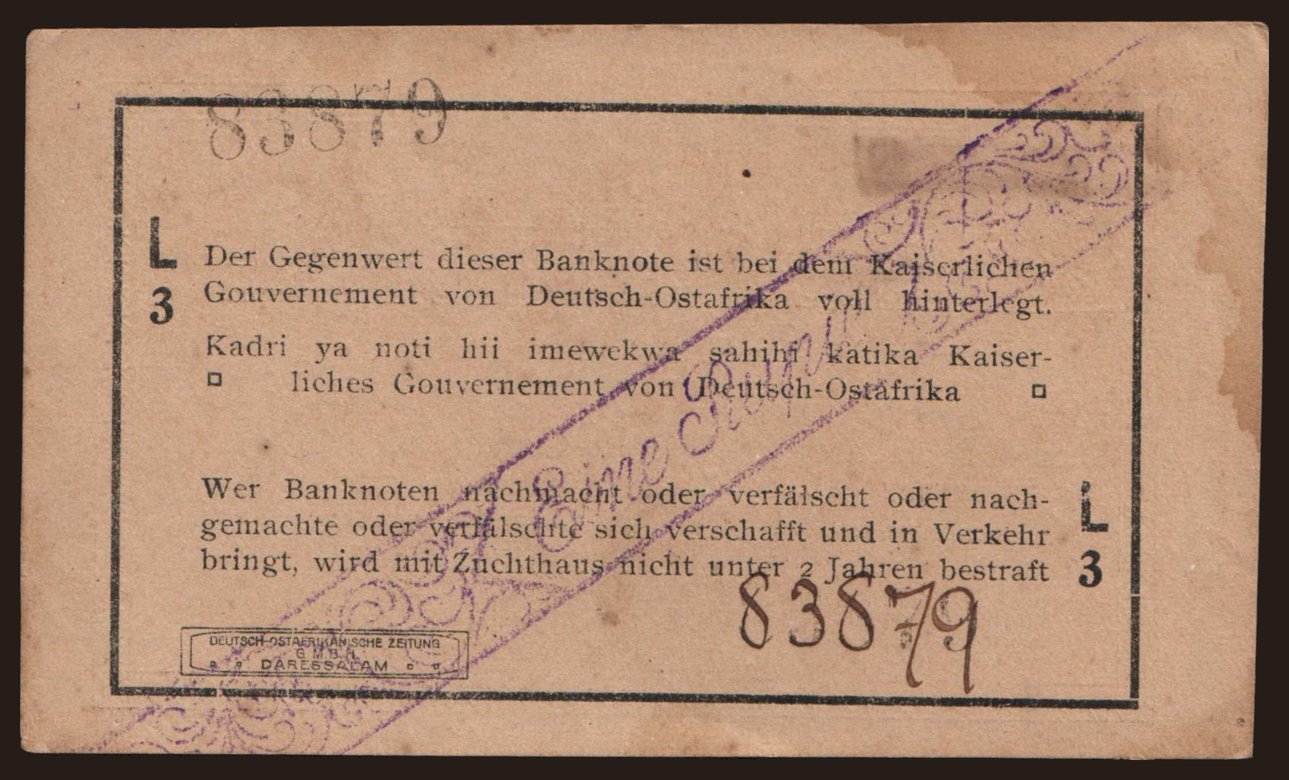 83879
L
3
Der Gegenwert dieser Banknote ist bei dem Kaiserlichen
Gouvernement von Deutsch-Ostafrika voll hinterlegt.
Kadri ya noti hii imewekwa sahihi katika Kaiser-
liches Gouvernement von Deutsch-Ostafrika
Eine Rupie
Wer Banknoten nachmacht oder verfälscht oder nach-
gemachte oder verfälschte sich verschafft und in Verkehr
bringt, wird mit Zuchthaus nicht unter 2 Jahren bestraft
L
3
83879
DEUTSCH-OSTAFRIKANISCHE ZEITUNG
G.M.B.H.
DARESSALAM